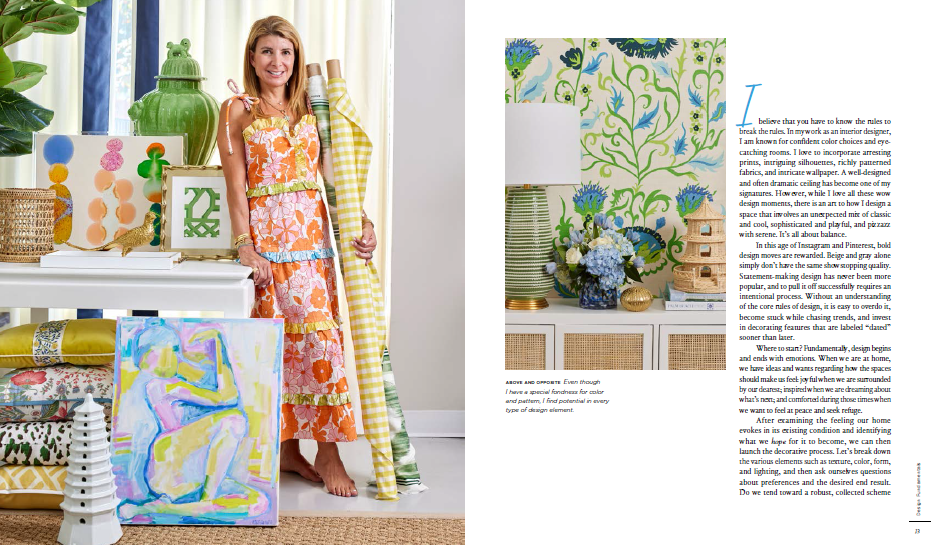 I believe that you have to know the rules to
break the rules. In my work as an interior designer,
I am known for confident color choices and eye-
catching rooms. I love to incorporate arresting
prints, intriguing silhouettes, richly patterned
fabrics, and intricate wallpaper. A well-designed
and often dramatic ceiling has become one of my
signatures. However, while I love all these wow
design moments, there is an art to how I design a
space that involves an unexpected mix of classic
and cool, sophisticated and playful, and pizzazz
with serene. It's all about balance.
In this age of Instagram and Pinterest, bold
design moves are rewarded. Beige and gray alone
simply don't have the same showstopping quality.
Statement-making design has never been more
popular, and to pull it off successfully requires an
intentional process. Without an understanding
of the core rules of design, it is easy to overdo it,
become stuck while chasing trends, and invest
in decorating features that are labeled "dated"
sooner than later.
Where to start? Fundamentally, design begins
and ends with emotions. When we are at home,
we have ideas and wants regarding how the spaces
should make us feel: joyful when we are surrounded
by our dearest; inspired when we are dreaming about
what's next; and comforted during those times when
we want to feel at peace and seek refuge.
After examining the feeling our home
evokes in its existing condition and identifying
what we hope for it to become, we can then
launch the decorative process. Let's break down
the various elements such as texture, color, form,
and lighting, and then ask ourselves questions
about preferences and the desired end result.
Do we tend toward a robust, collected scheme
ABOVE AND OPPOSITE Even though
I have a special fondness for color
and pattern, I find potential in every
type of design element.
Design Fundamentals
13